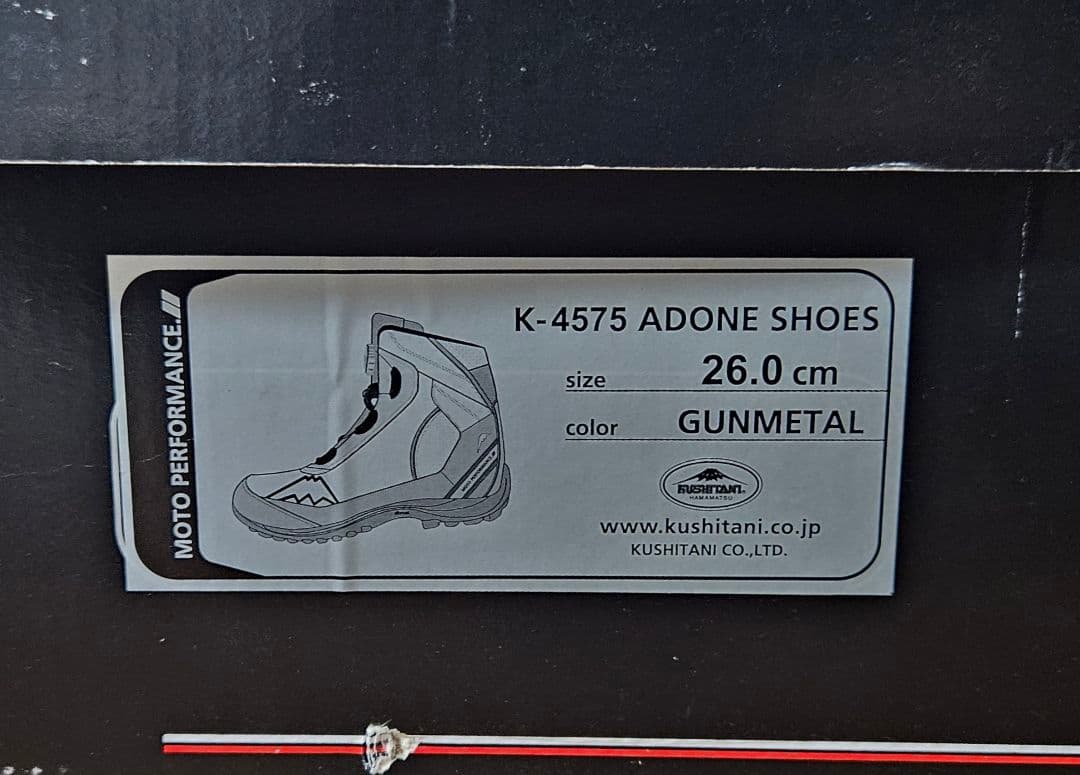 MOTO PERFORMANCE.
K-4575 ADONE SHOES
size 26.0 cm
color GUNMETAL
KUSHITANI
HAMAMATSU
www.kushitani.co.jp
KUSHITANI CO.,LTD.